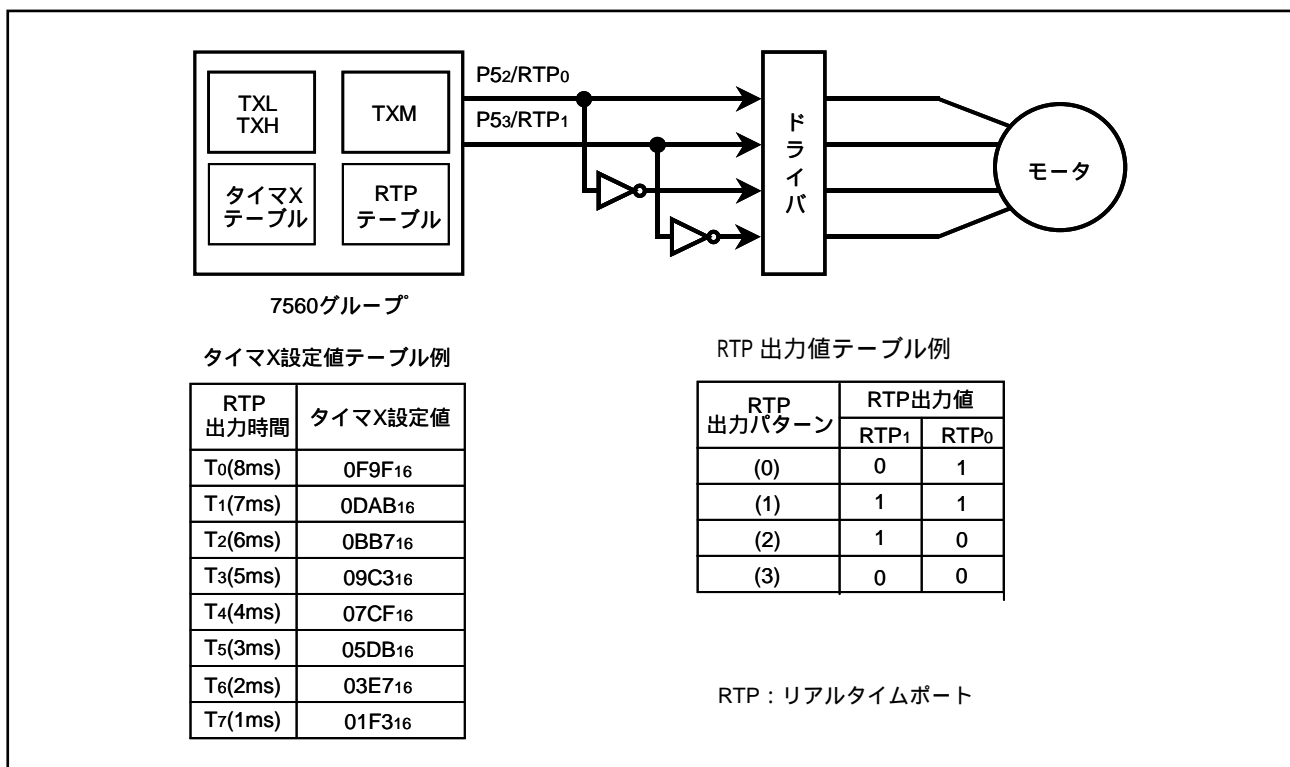 TXL
TXH
TXM
タイマX
テーブル
RTP
テーブル
P52/RTP0
P53/RTP1
ドライバ
モータ
7560グループ
タイマX設定値テーブル例
RTP
出力時間
タイマX設定値
T0(8ms) 0F9F16
T1(7ms) 0DAB16
T2(6ms) 0BB716
T3(5ms) 09C316
T4(4ms) 07CF16
T5(3ms) 05DB16
T6(2ms) 03E716
T7(1ms) 01F316
RTP 出力値テーブル例
RTP
出力パターン
RTP出力値
RTP1 RTP0
(0) 0 1
(1) 1 1
(2) 1 0
(3) 0 0
RTP：リアルタイムポート